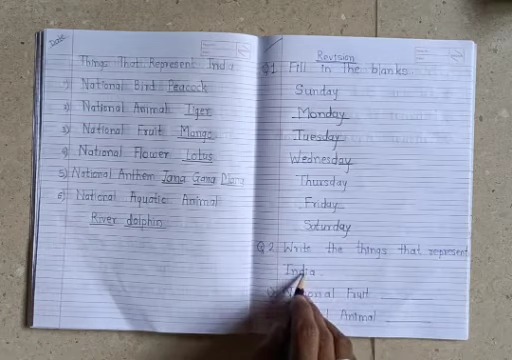 Date
Things That Represent India
1) National Bird Peacock
2) National Animal Tiger
3) National Fruit Mango
4) National Flower Lotus
5) National Anthem Jana Gana Mana
6) National Aquatic Animal
River dolphin
Revision
Q1 Fill in The blanks
Sunday
Monday
Tuesday
Wednesday
Thursday
Friday
Saturday
Q2 Write the things that represent
India
National Fruit
Animal